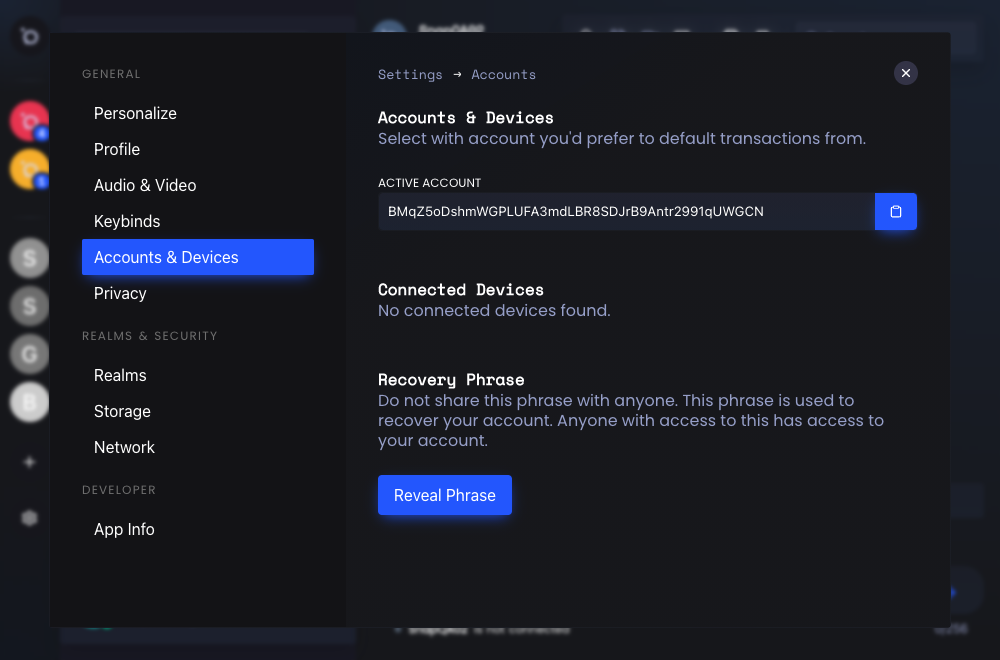 GENERAL
Personalize
Profile
Audio & Video
Keybinds
Accounts & Devices
Privacy
REALMS & SECURITY
Realms
Storage
Network
DEVELOPER
App Info
Settings → Accounts
Accounts & Devices
Select with account you'd prefer to default transactions from.
ACTIVE ACCOUNT
BMqZ5oDshmWGPLUFA3mdLBR8SDJrB9Antr2991qUWGCN
Connected Devices
No connected devices found.
Recovery Phrase
Do not share this phrase with anyone. This phrase is used to
recover your account. Anyone with access to this has access to
your account.
Reveal Phrase
S
S
G
B
is not connected